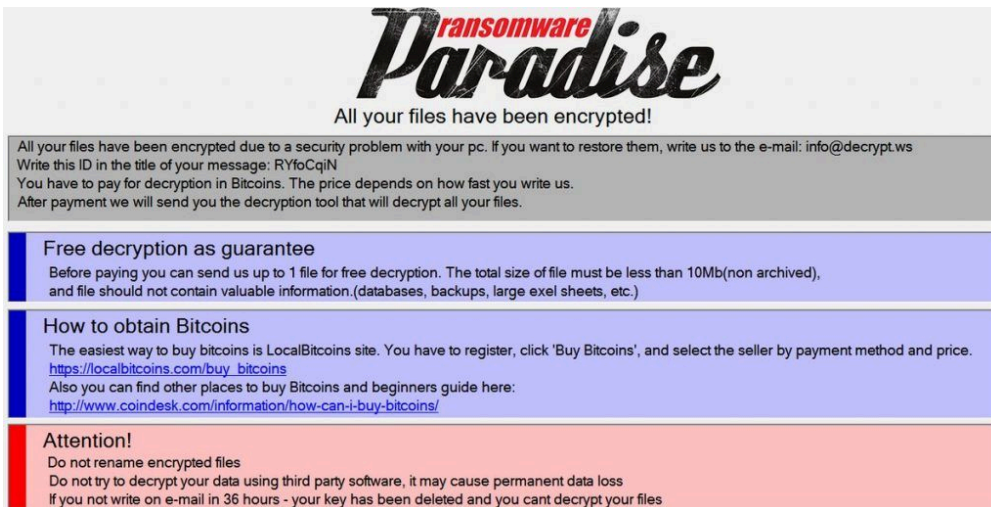 ransomware
Paradise
All your files have been encrypted!
All your files have been encrypted due to a security problem with your pc. If you want to restore them, write us to the e-mail: info@decrypt.ws
Write this ID in the title of your message: RYfoCqiN
You have to pay for decryption in Bitcoins. The price depends on how fast you write us.
After payment we will send you the decryption tool that will decrypt all your files.
Free decryption as guarantee
Before paying you can send us up to 1 file for free decryption. The total size of file must be less than 10Mb(non archived),
and file should not contain valuable information.(databases, backups, large exel sheets, etc.)
How to obtain Bitcoins
The easiest way to buy bitcoins is LocalBitcoins site. You have to register, click 'Buy Bitcoins', and select the seller by payment method and price.
https://localbitcoins.com/buy_bitcoins
Also you can find other places to buy Bitcoins and beginners guide here:
http://www.coindesk.com/information/how-can-i-buy-bitcoins/
Attention!
Do not rename encrypted files
Do not try to decrypt your data using third party software, it may cause permanent data loss
If you not write on e-mail in 36 hours - your key has been deleted and you cant decrypt your files